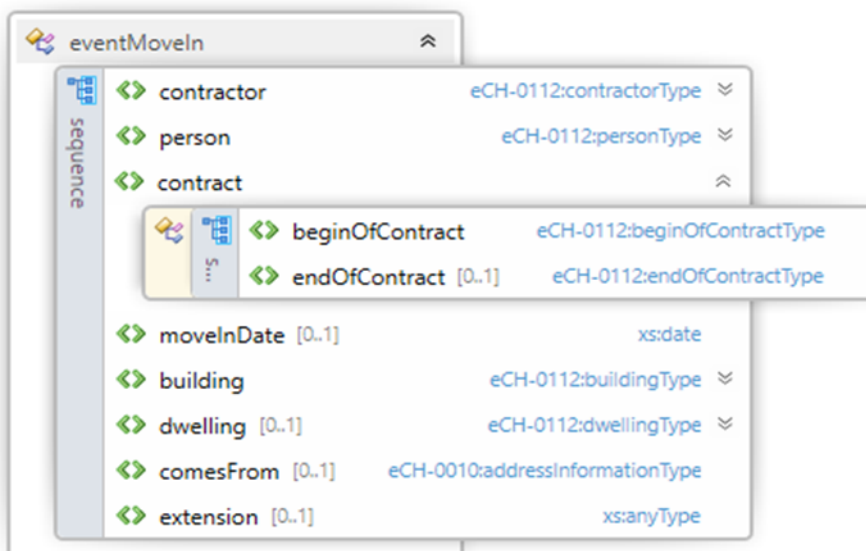 eventMoveIn
sequence
contractor eCH-0112:contractorType
person eCH-0112:personType
contract
S...
beginOfContract eCH-0112:beginOfContractType
endOfContract [0..1] eCH-0112:endOfContractType
moveInDate [0..1] xs:date
building eCH-0112:buildingType
dwelling [0..1] eCH-0112:dwellingType
comesFrom [0..1] eCH-0010:addressInformationType
extension [0..1] xs:anyType